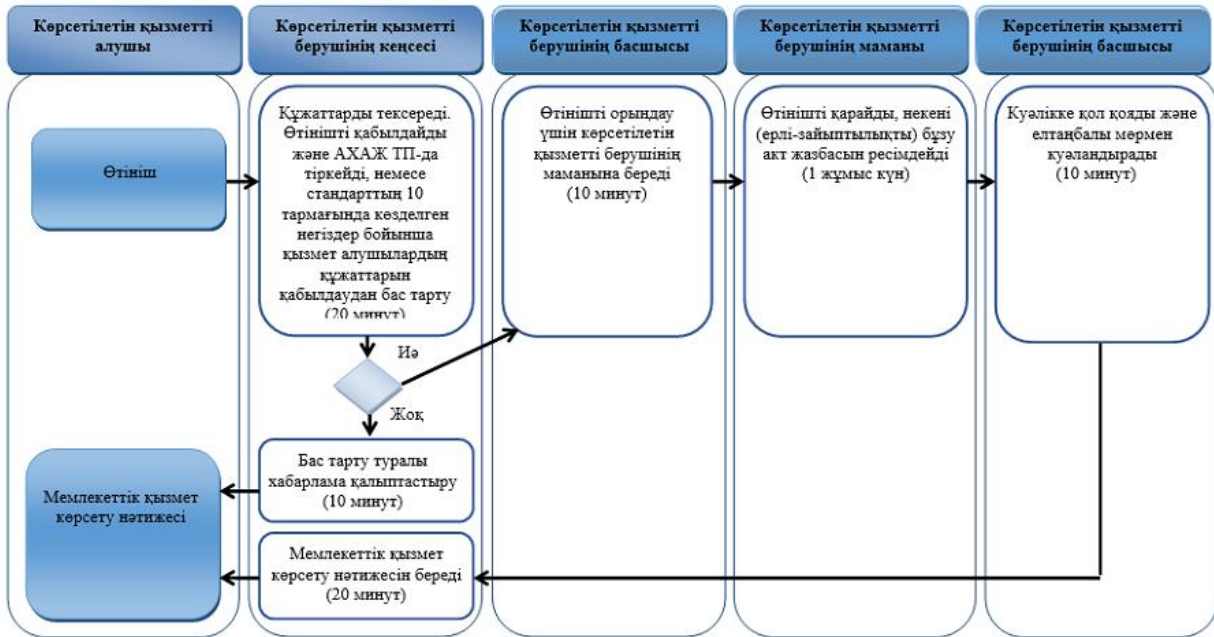 Көрсетілетін қызметті
алушы
Көрсетілетін қызметті
берушінің кеңсесі
Көрсетілетін қызметті
берушінің басшысы
Көрсетілетін қызметті
берушінің маманы
Көрсетілетін қызметті
берушінің басшысы
Өтініш
Құжаттарды тексереді.
Өтінішті қабылдайды
және АХАЖ ТП-да
тіркейді, немесе
стандарттың 10
тармағында көзделген
негіздер бойынша
қызмет алушылардың
құжаттарын
қабылдаудан бас тарту
(20 минут)
Өтінішті орындау
үшін көрсетілетін
қызметті берушінің
маманына береді
(10 минут)
Өтінішті қарайды, некені
(ерлі-зайыптылықты) бұзу
акт жазбасын ресімдейді
(1 жұмыс күн)
Куәлікке қол қояды және
елтаңбалы мөрмен
куәландырады
(10 минут)
Иә
Жоқ
Бас тарту туралы
хабарлама қалыптастыру
(10 минут)
Мемлекеттік қызмет
көрсету нәтижесі
Мемлекеттік қызмет
көрсету нәтижесін береді
(20 минут)